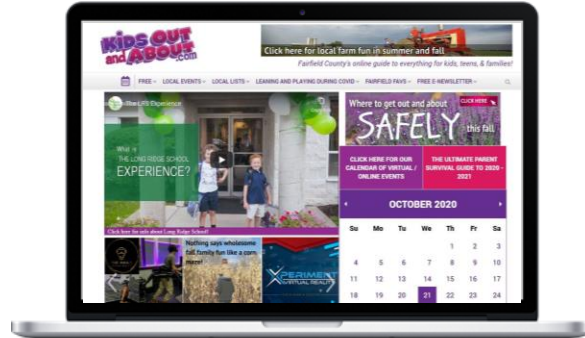 KIDS OUT
and ABOUT
.com
Click here for local farm fun in summer and fall
Fairfield County's online guide to everything for kids, teens, & families!
FREE LOCAL EVENTS LOCAL LISTS LEANING AND PLAYING DURING COVID FAIRFIELD FAVS FREE E-NEWSLETTER
Experience
What is
THE LONG RIDGE SCHOOL
EXPERIENCE?
Click here for info about Long Ridge School!
Where to get out and about
CLICK HERE
SAFELY this fall
CLICK HERE FOR OUR
CALENDAR OF VIRTUAL /
ONLINE EVENTS
THE ULTIMATE PARENT
SURVIVAL GUIDE TO 2020 -
2021
OCTOBER 2020
Su Mo Tu We Th Fr Sa
1 2 3
4 5 6 7 8 9 10
11 12 13 14 15 16 17
18 19 20 21 22 23 24
Nothing says wholesome
fall family fun like a corn
maze!
XPERIMENT
VIRTUAL REALITY